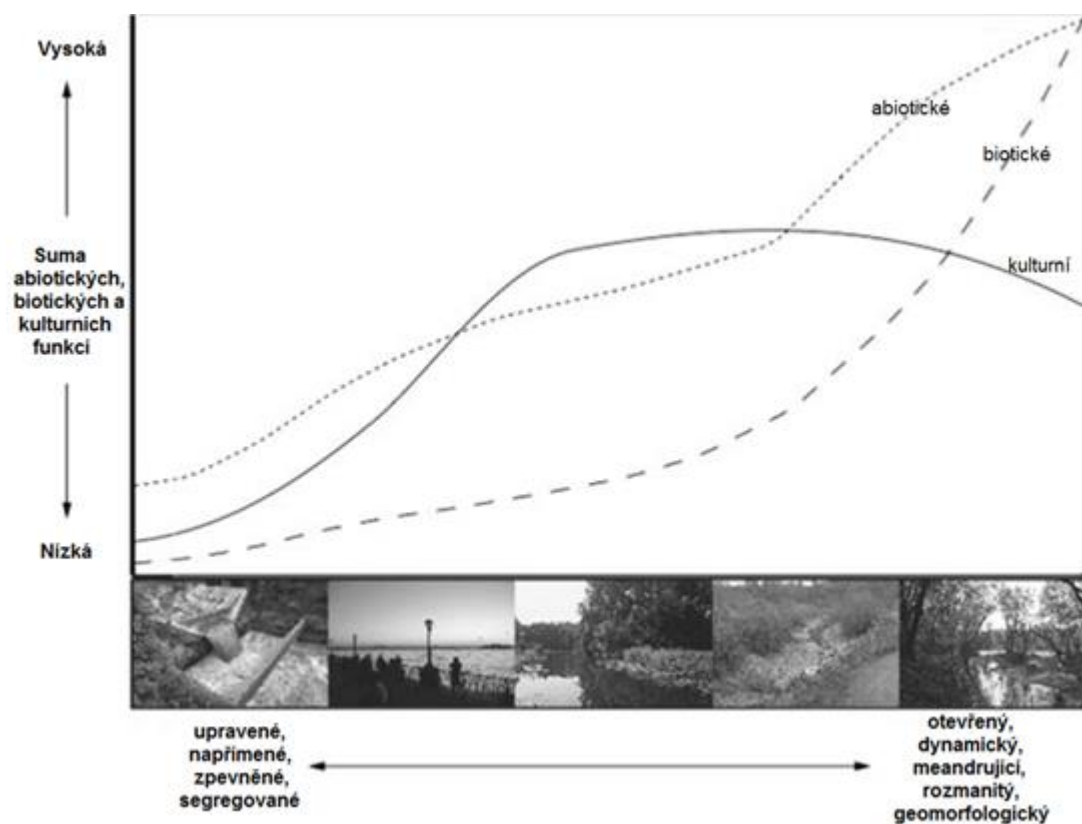 Vysoká
abiotické
biotické
Suma
abiotických,
biotických a
kulturních
funkcí
kulturní
Nízká
upravené,
napřímené,
zpevněné,
segregované
otevřený,
dynamický,
meandrující,
rozmanitý,
geomorfologický